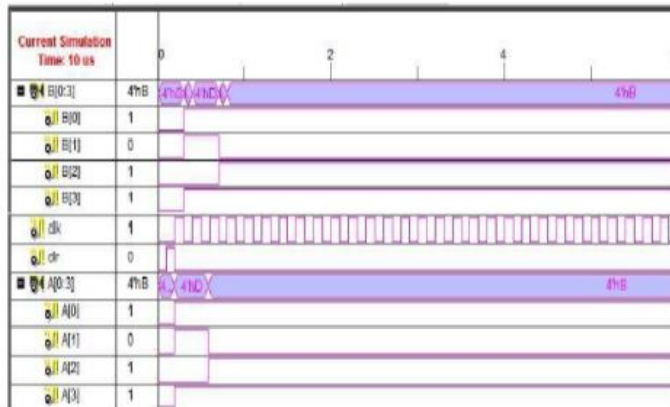 Current Simulation
Time: 10 us
0 2 4
B[0:3] 4'hB 4'hD 4'hB
B[0] 1
B[1] 0
B[2] 1
B[3] 1
clk 1
clr 0
A[0:3] 4'hB 4'hD 4'hB
A[0] 1
A[1] 0
A[2] 1
A[3] 1